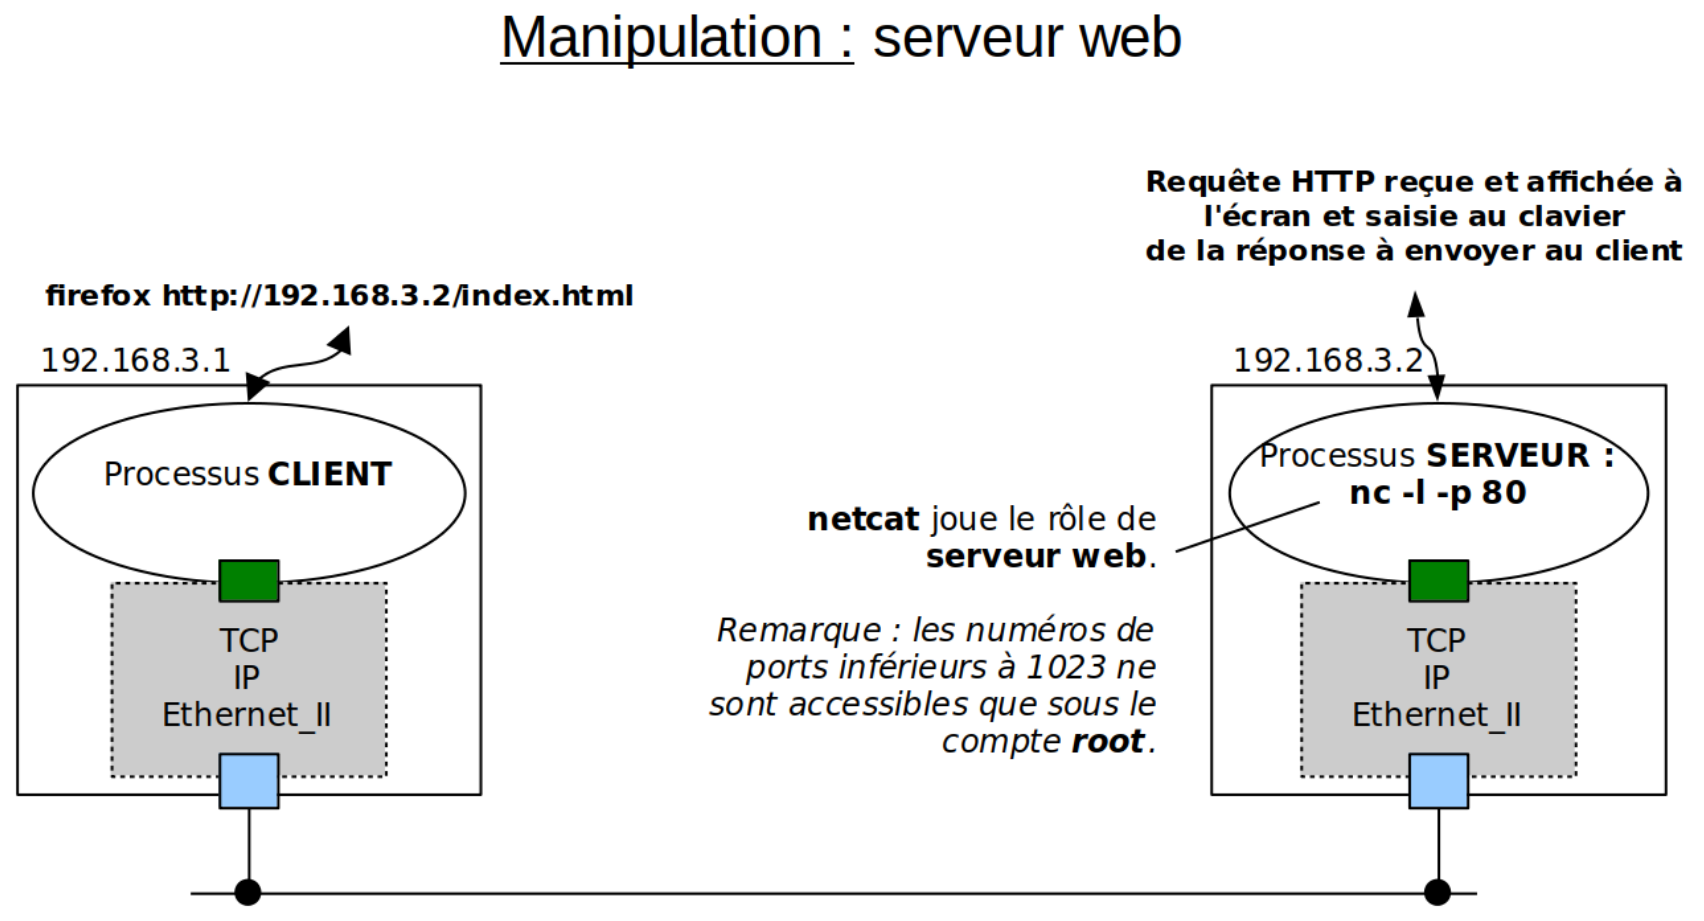 Manipulation : serveur web
Requête HTTP reçue et affichée à
l'écran et saisie au clavier
de la réponse à envoyer au client
firefox http://192.168.3.2/index.html
192.168.3.1
192.168.3.2
Processus CLIENT
Processus SERVEUR :
nc -l -p 80
netcat joue le rôle de
serveur web.
Remarque : les numéros de
ports inférieurs à 1023 ne
sont accessibles que sous le
compte root.
TCP
IP
Ethernet_II
TCP
IP
Ethernet_II